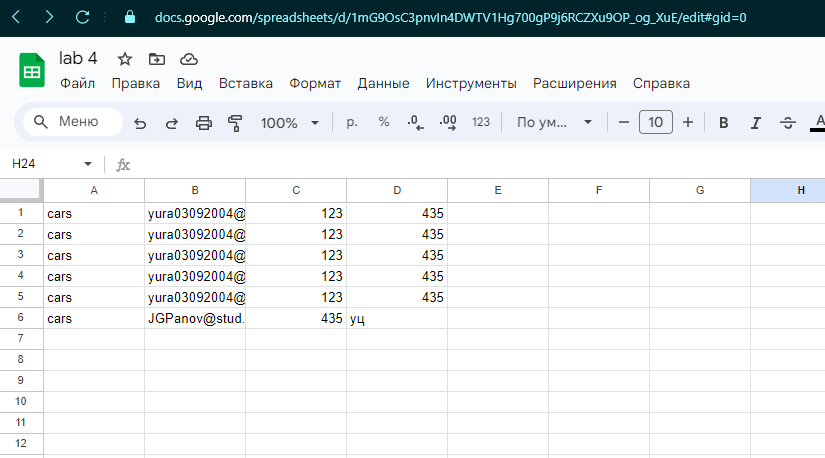 docs.google.com/spreadsheets/d/1mG9OsC3pnvIn4DWTV1Hg700gP9j6RCZXu9OP_og_XuE/edit#gid=0
lab 4
Файл Правка Вид Вставка Формат Данные Инструменты Расширения Справка
Меню 100% р. % .0 .00 123 По ум... 10 B I A
H24 fx
A B C D E F G H
1 cars yura03092004@ 123 435
2 cars yura03092004@ 123 435
3 cars yura03092004@ 123 435
4 cars yura03092004@ 123 435
5 cars yura03092004@ 123 435
6 cars JGPanov@stud. 435 уц
7
8
9
10
11
12